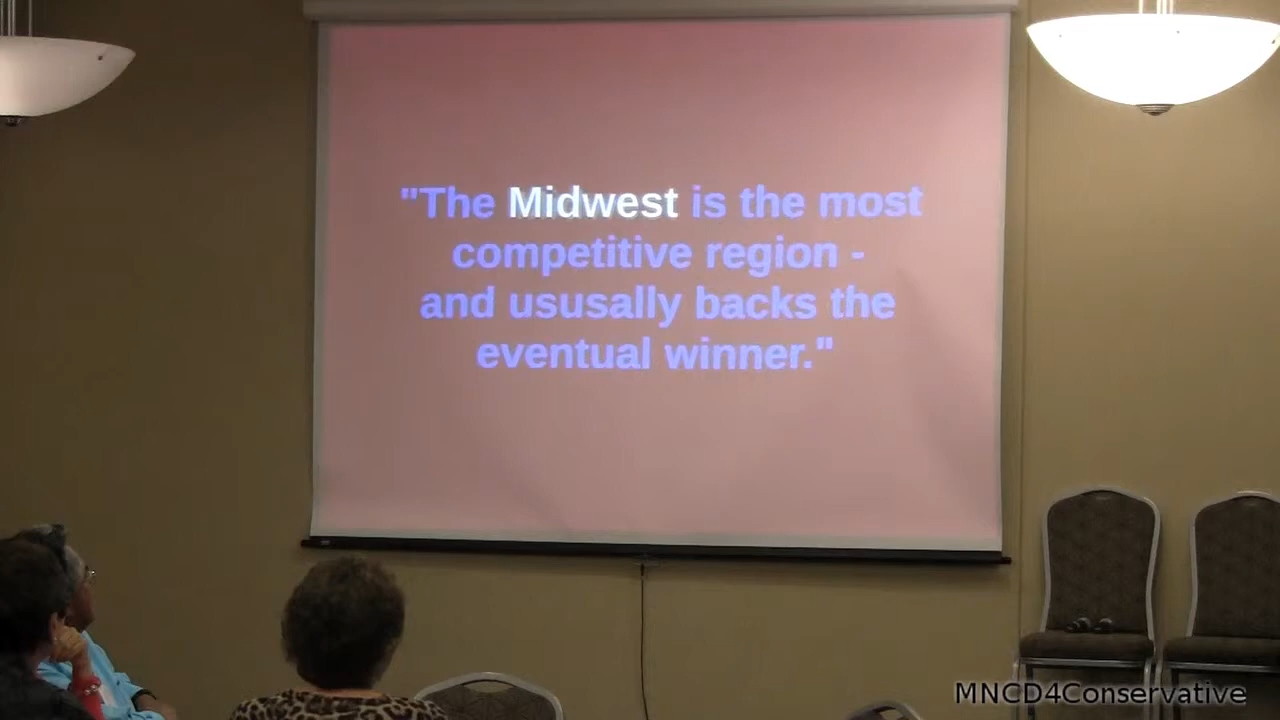 "The Midwest is the most
competitive region -
and ususally backs the
eventual winner."
MNCD4Conservative